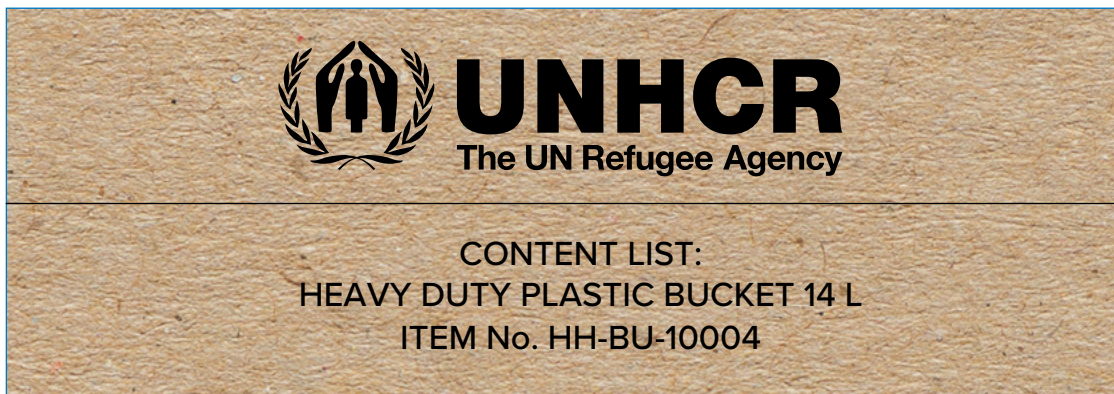 UNHCR
The UN Refugee Agency
CONTENT LIST:
HEAVY DUTY PLASTIC BUCKET 14 L
ITEM No. HH-BU-10004